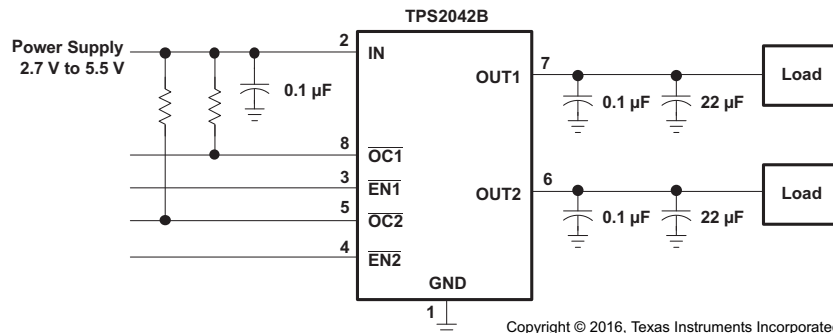 TPS2042B
Power Supply
2.7 V to 5.5 V
2
IN
0.1 µF
7
OUT1
Load
0.1 µF
22 µF
8
OC1
3
EN1
5
OC2
4
EN2
6
OUT2
Load
0.1 µF
22 µF
GND
1
Copyright © 2016, Texas Instruments Incorporate